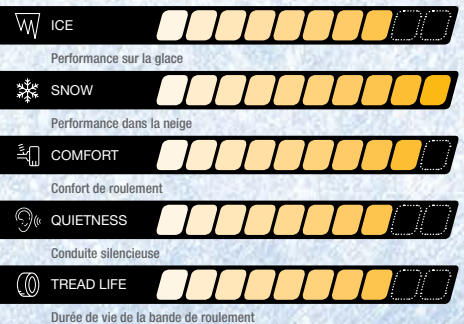 ICE
Performance sur la glace
SNOW
Performance dans la neige
COMFORT
Confort de roulement
QUIETNESS
Conduite silencieuse
TREAD LIFE
Durée de vie de la bande de roulement